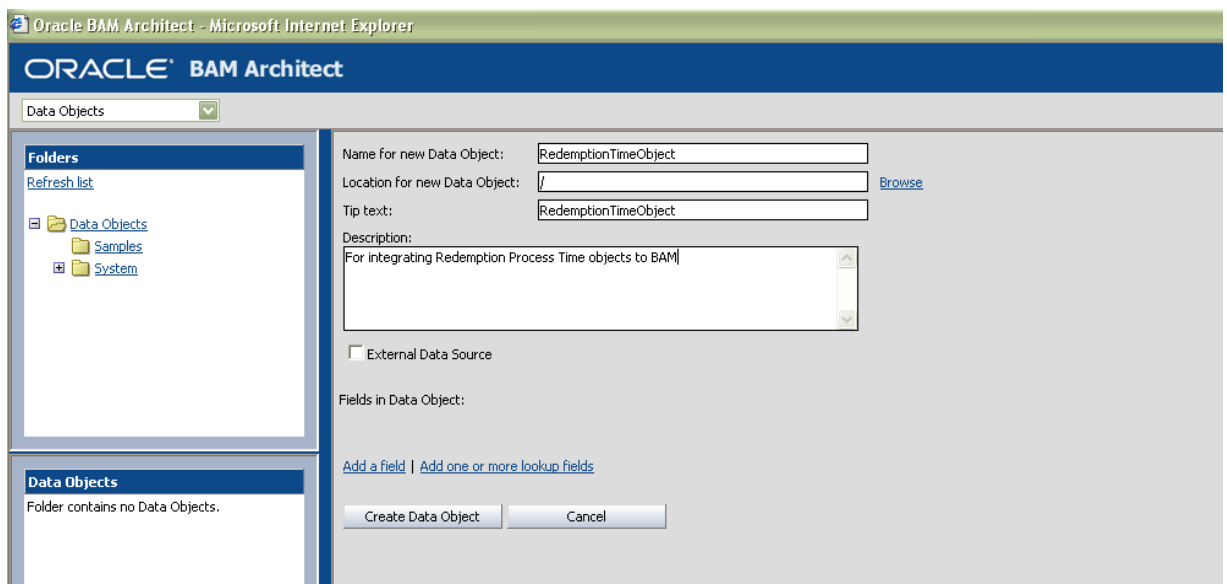 Oracle BAM Architect - Microsoft Internet Explorer
ORACLE BAM Architect
Data Objects
Folders
Refresh list
Data Objects
Samples
System
Name for new Data Object: RedemptionTimeObject
Location for new Data Object: / Browse
Tip text: RedemptionTimeObject
Description:
For integrating Redemption Process Time objects to BAM
External Data Source
Fields in Data Object:
Add a field | Add one or more lookup fields
Create Data Object Cancel
Data Objects
Folder contains no Data Objects.